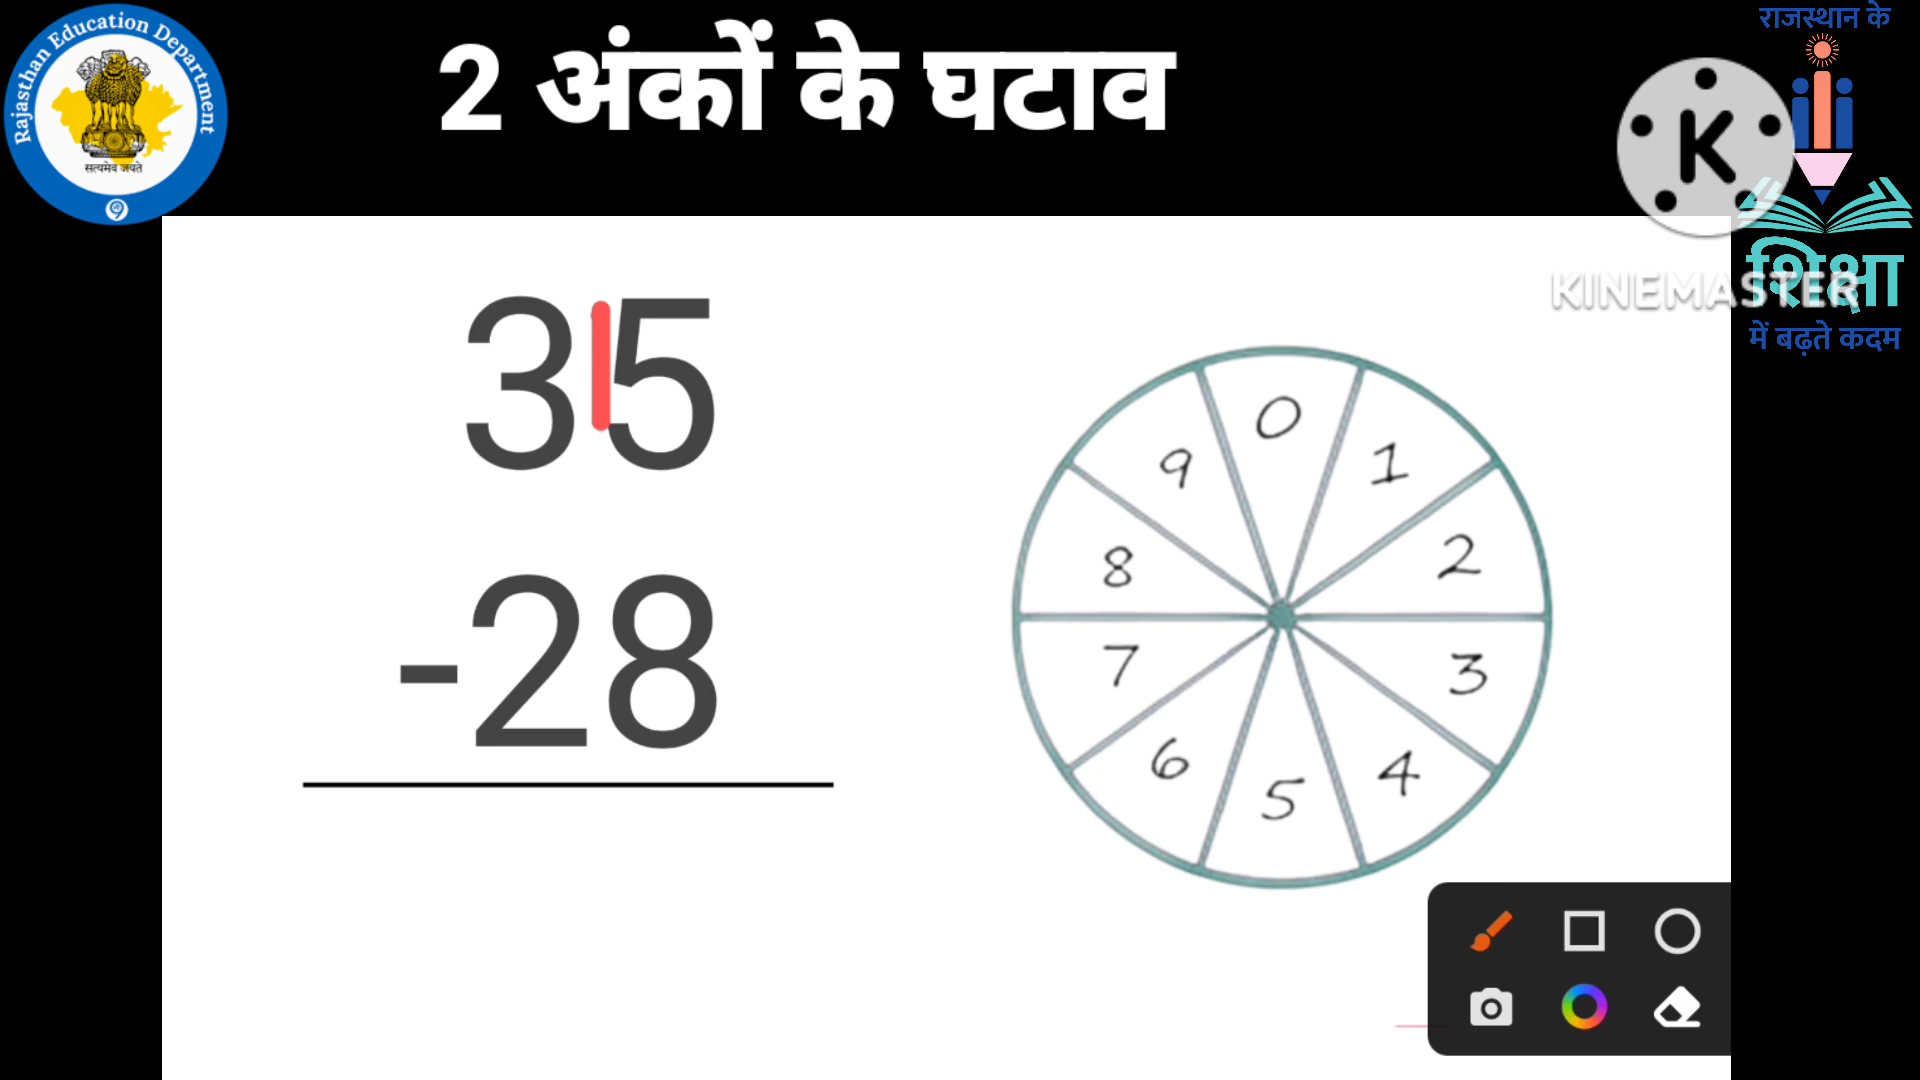 Rajasthan Education Department
सत्यमेव जयते
2 अंकों के घटाव
राजस्थान के
K
KINEMASTER
शिक्षा
में बढ़ते कदम
35
-28
0
1
2
3
4
5
6
7
8
9